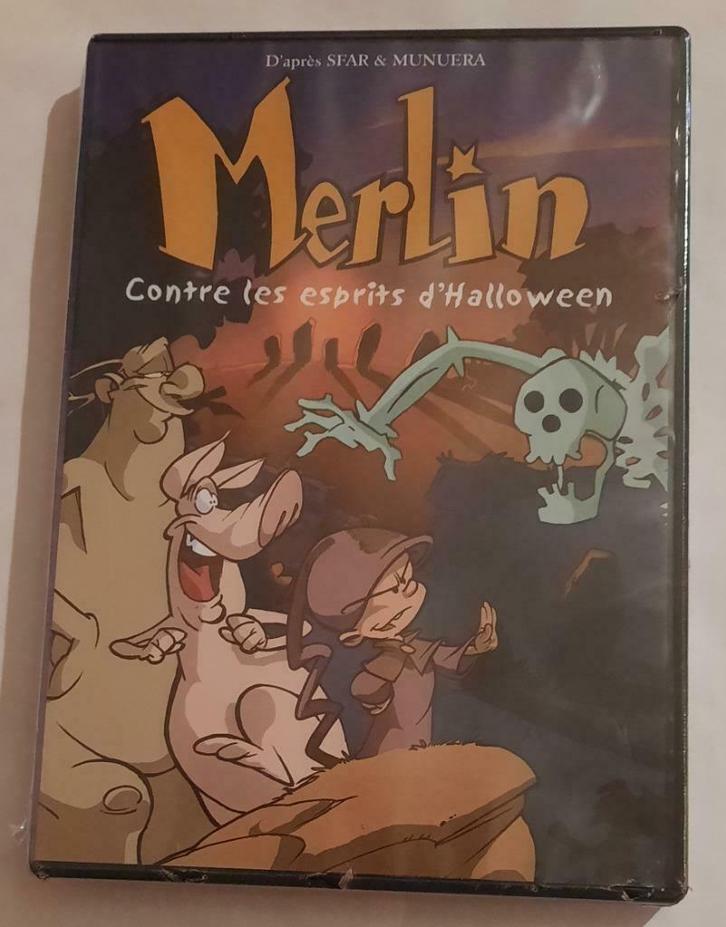 D'après SFAR & MUNUERA
Merlin
Contre les esprits d'Halloween